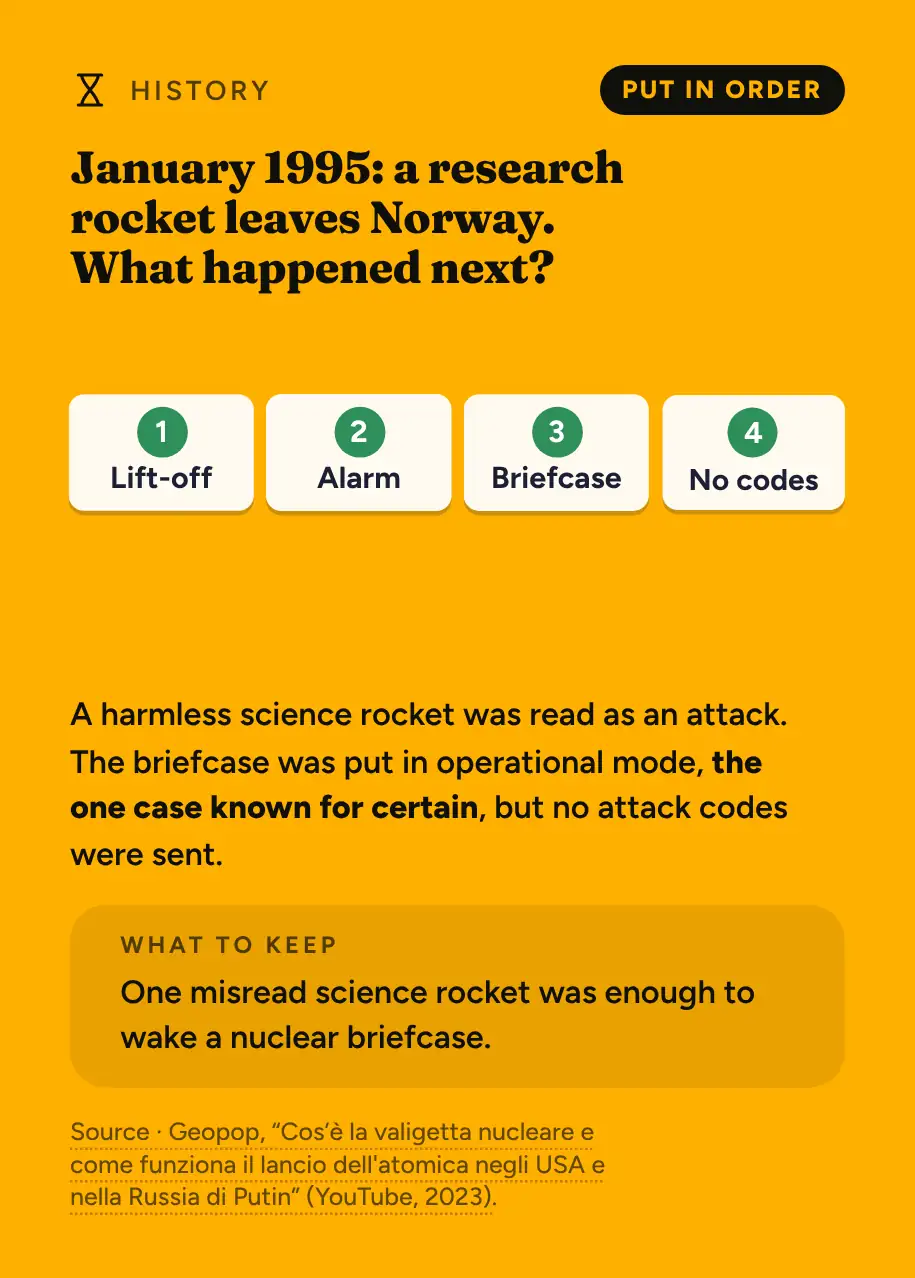 HISTORY
PUT IN ORDER
January 1995: a research
rocket leaves Norway.
What happened next?
1
Lift-off
2
Alarm
3
Briefcase
4
No codes
A harmless science rocket was read as an attack.
The briefcase was put in operational mode, the
one case known for certain, but no attack codes
were sent.
WHAT TO KEEP
One misread science rocket was enough to
wake a nuclear briefcase.
Source · Geopop, “Cos’è la valigetta nucleare e
come funziona il lancio dell'atomica negli USA e
nella Russia di Putin” (YouTube, 2023).